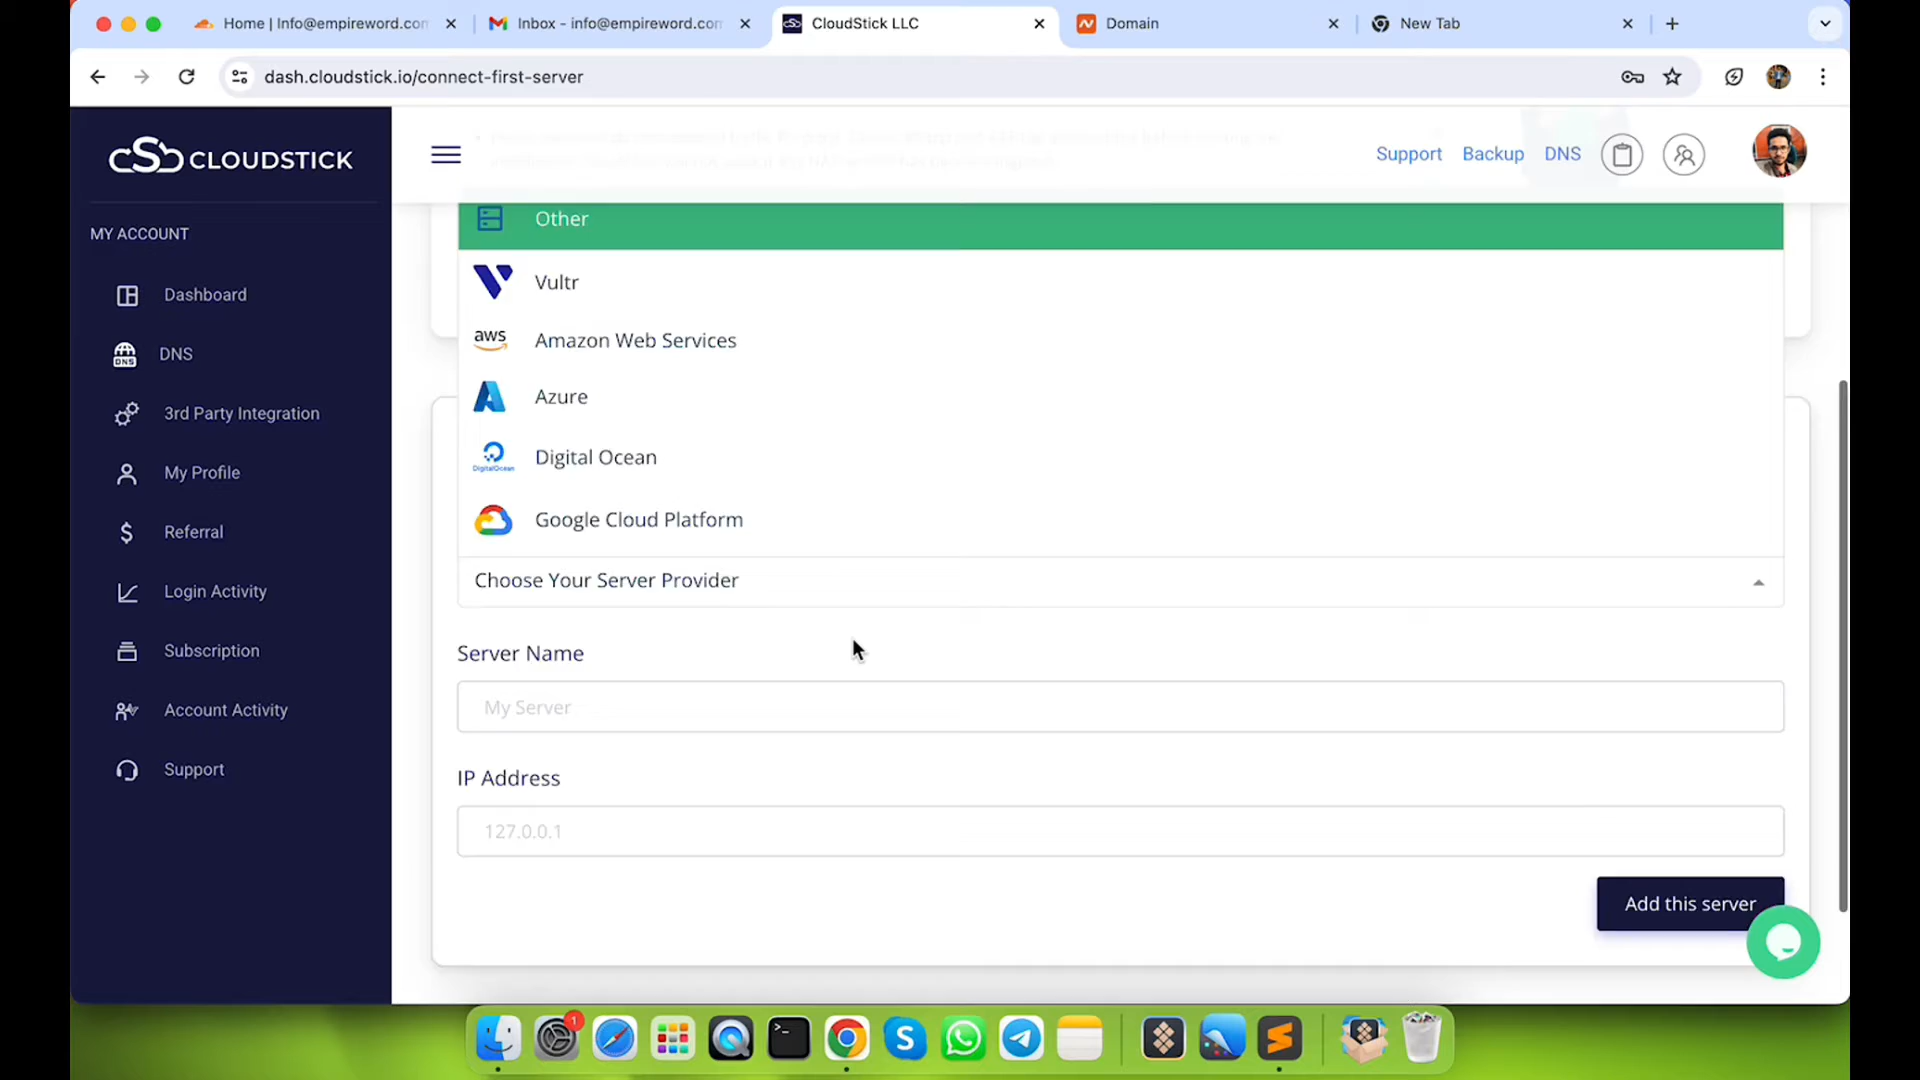 Home | Info@empireword.con
Inbox - info@empireword.con
CloudStick LLC
Domain
New Tab
dash.cloudstick.io/connect-first-server
CLOUDSTICK
Support
Backup
DNS
MY ACCOUNT
Dashboard
DNS
DNS
3rd Party Integration
My Profile
Referral
Login Activity
Subscription
Account Activity
Support
Other
Vultr
aws
Amazon Web Services
Azure
DigitalOcean
Digital Ocean
Google Cloud Platform
Choose Your Server Provider
Server Name
My Server
IP Address
127.0.0.1
Add this server
1